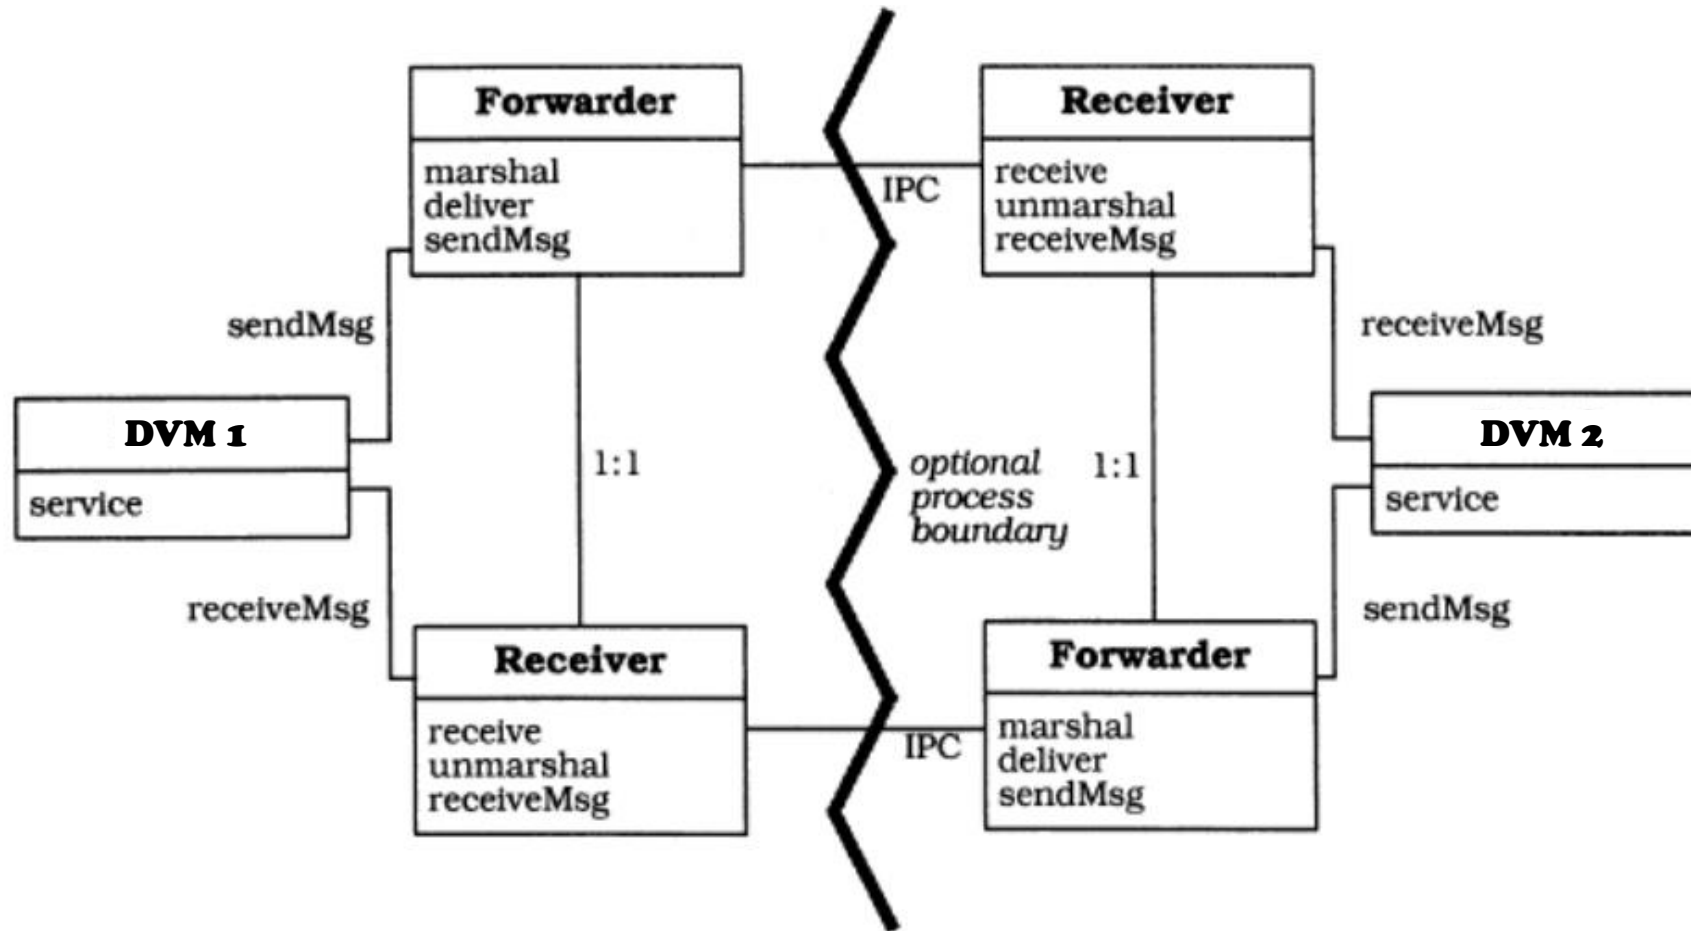 Forwarder
marshal
deliver
sendMsg
Receiver
receive
unmarshal
receiveMsg
IPC
sendMsg
receiveMsg
DVM 1
service
1:1
optional
process
boundary
1:1
DVM 2
service
receiveMsg
sendMsg
Receiver
receive
unmarshal
receiveMsg
IPC
Forwarder
marshal
deliver
sendMsg